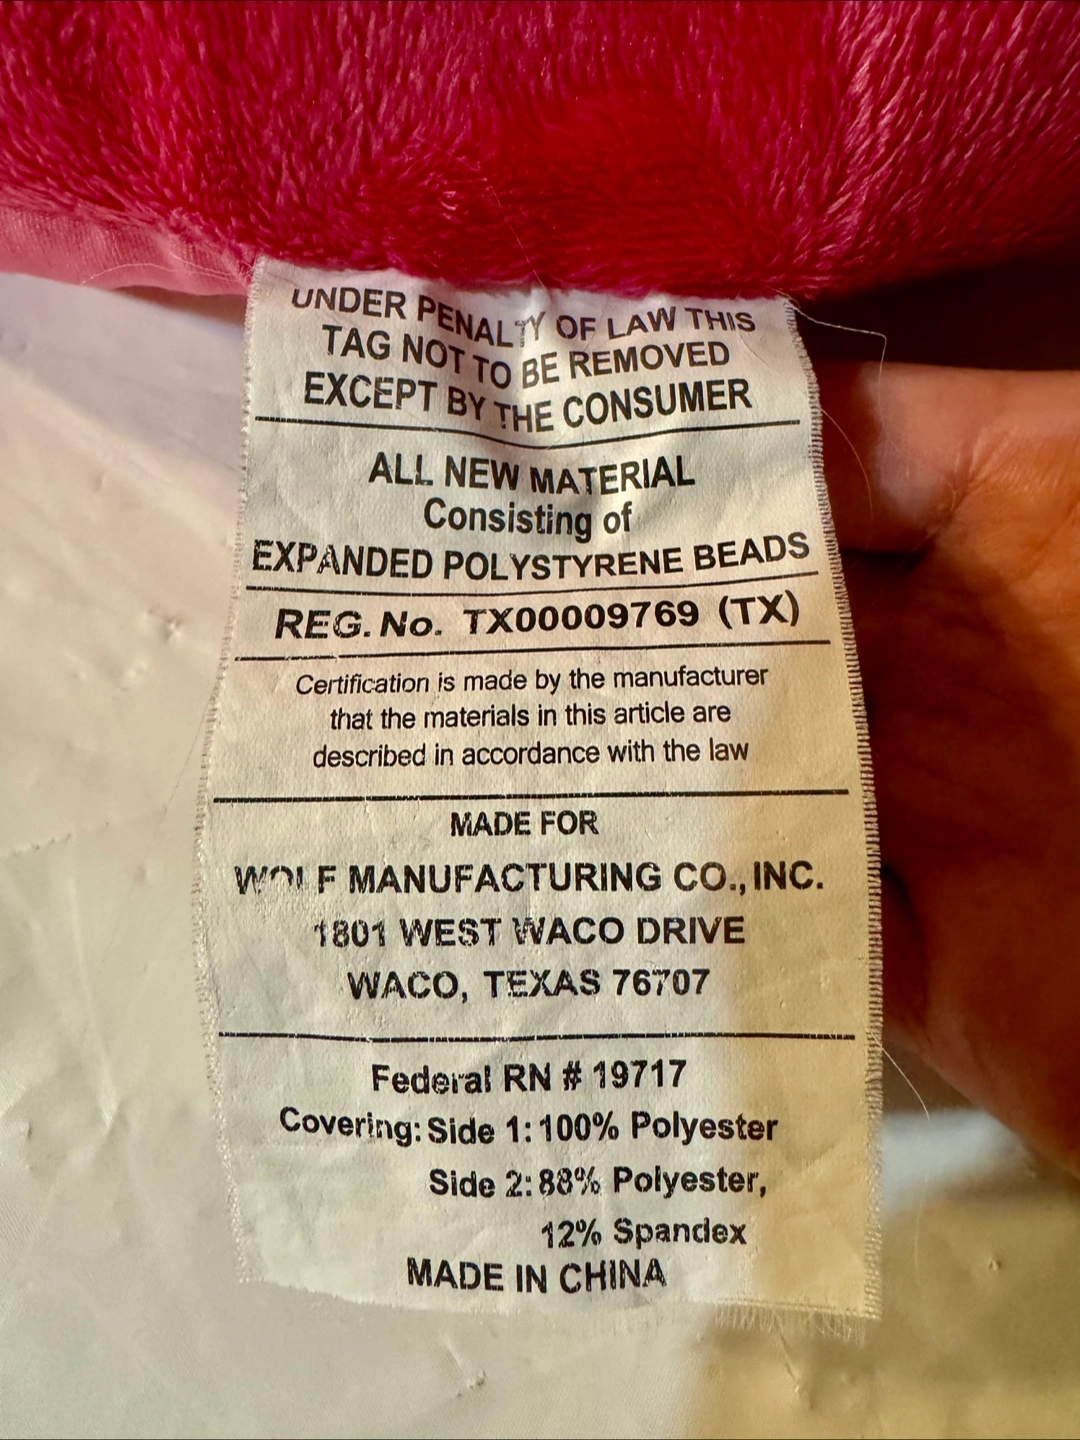 UNDER PENALTY OF LAW THIS
TAG NOT TO BE REMOVED
EXCEPT BY THE CONSUMER
ALL NEW MATERIAL
Consisting of
EXPANDED POLYSTYRENE BEADS
REG. No. TX00009769 (TX)
Certification is made by the manufacturer
that the materials in this article are
described in accordance with the law
MADE FOR
WOLF MANUFACTURING CO., INC.
1801 WEST WACO DRIVE
WACO, TEXAS 76707
Federal RN # 19717
Covering: Side 1: 100% Polyester
Side 2: 88% Polyester,
12% Spandex
MADE IN CHINA